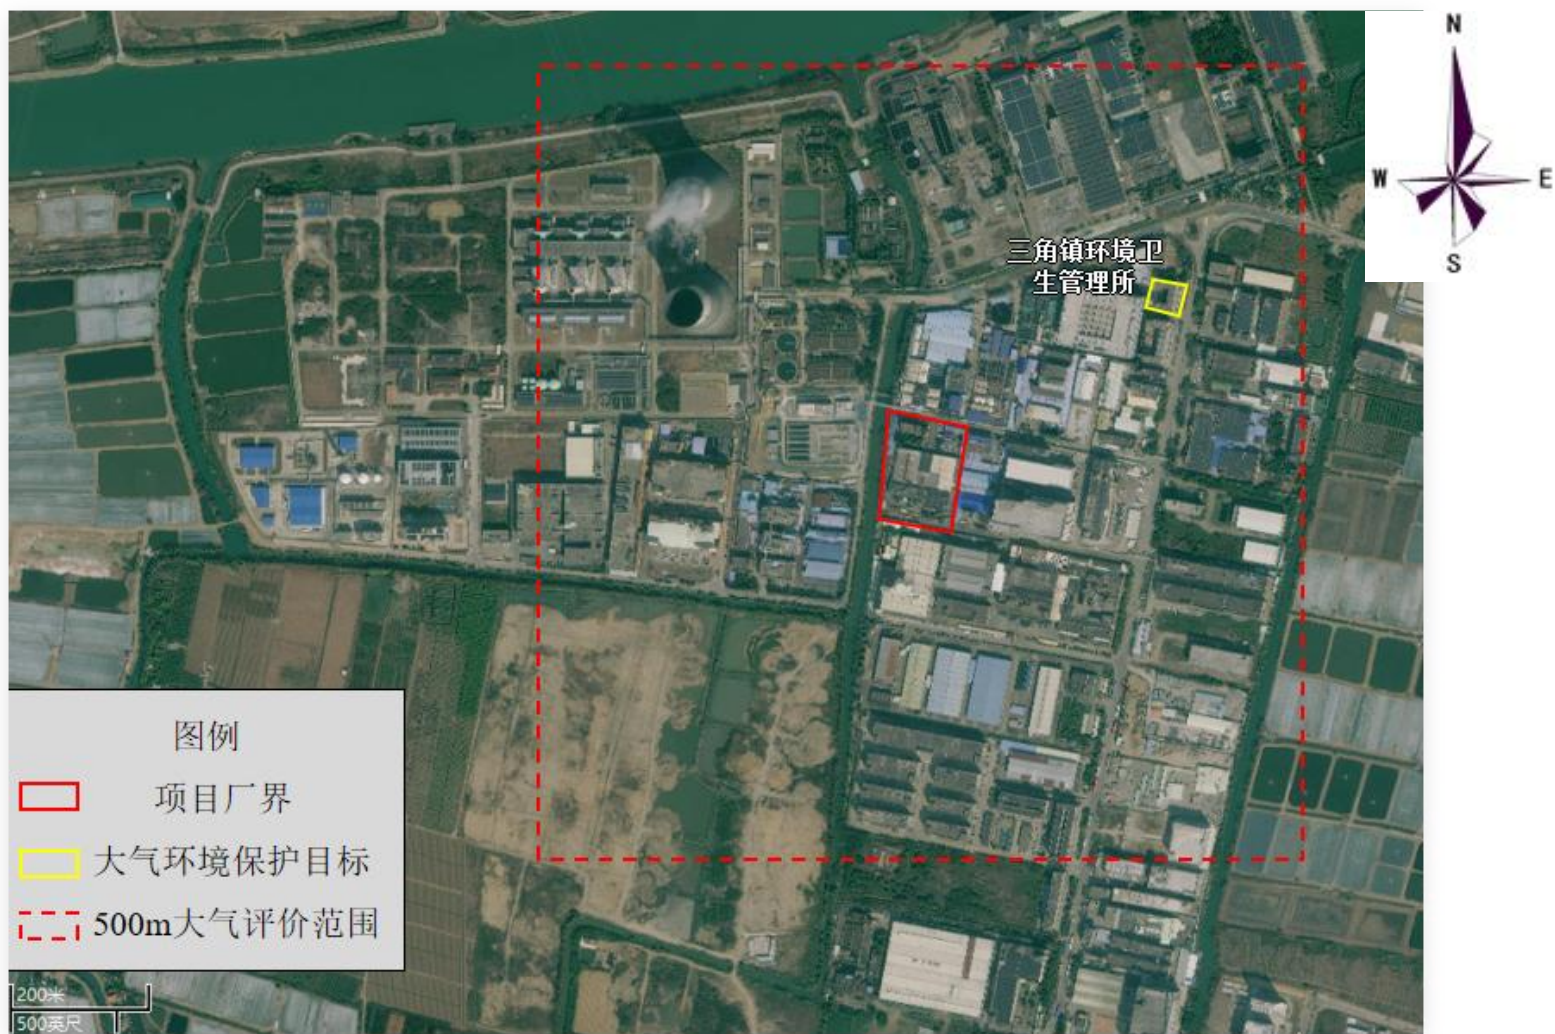 N
W
E
S
三角镇环境卫
生管理所
图例
项目厂界
大气环境保护目标
500m大气评价范围
200米
500英尺